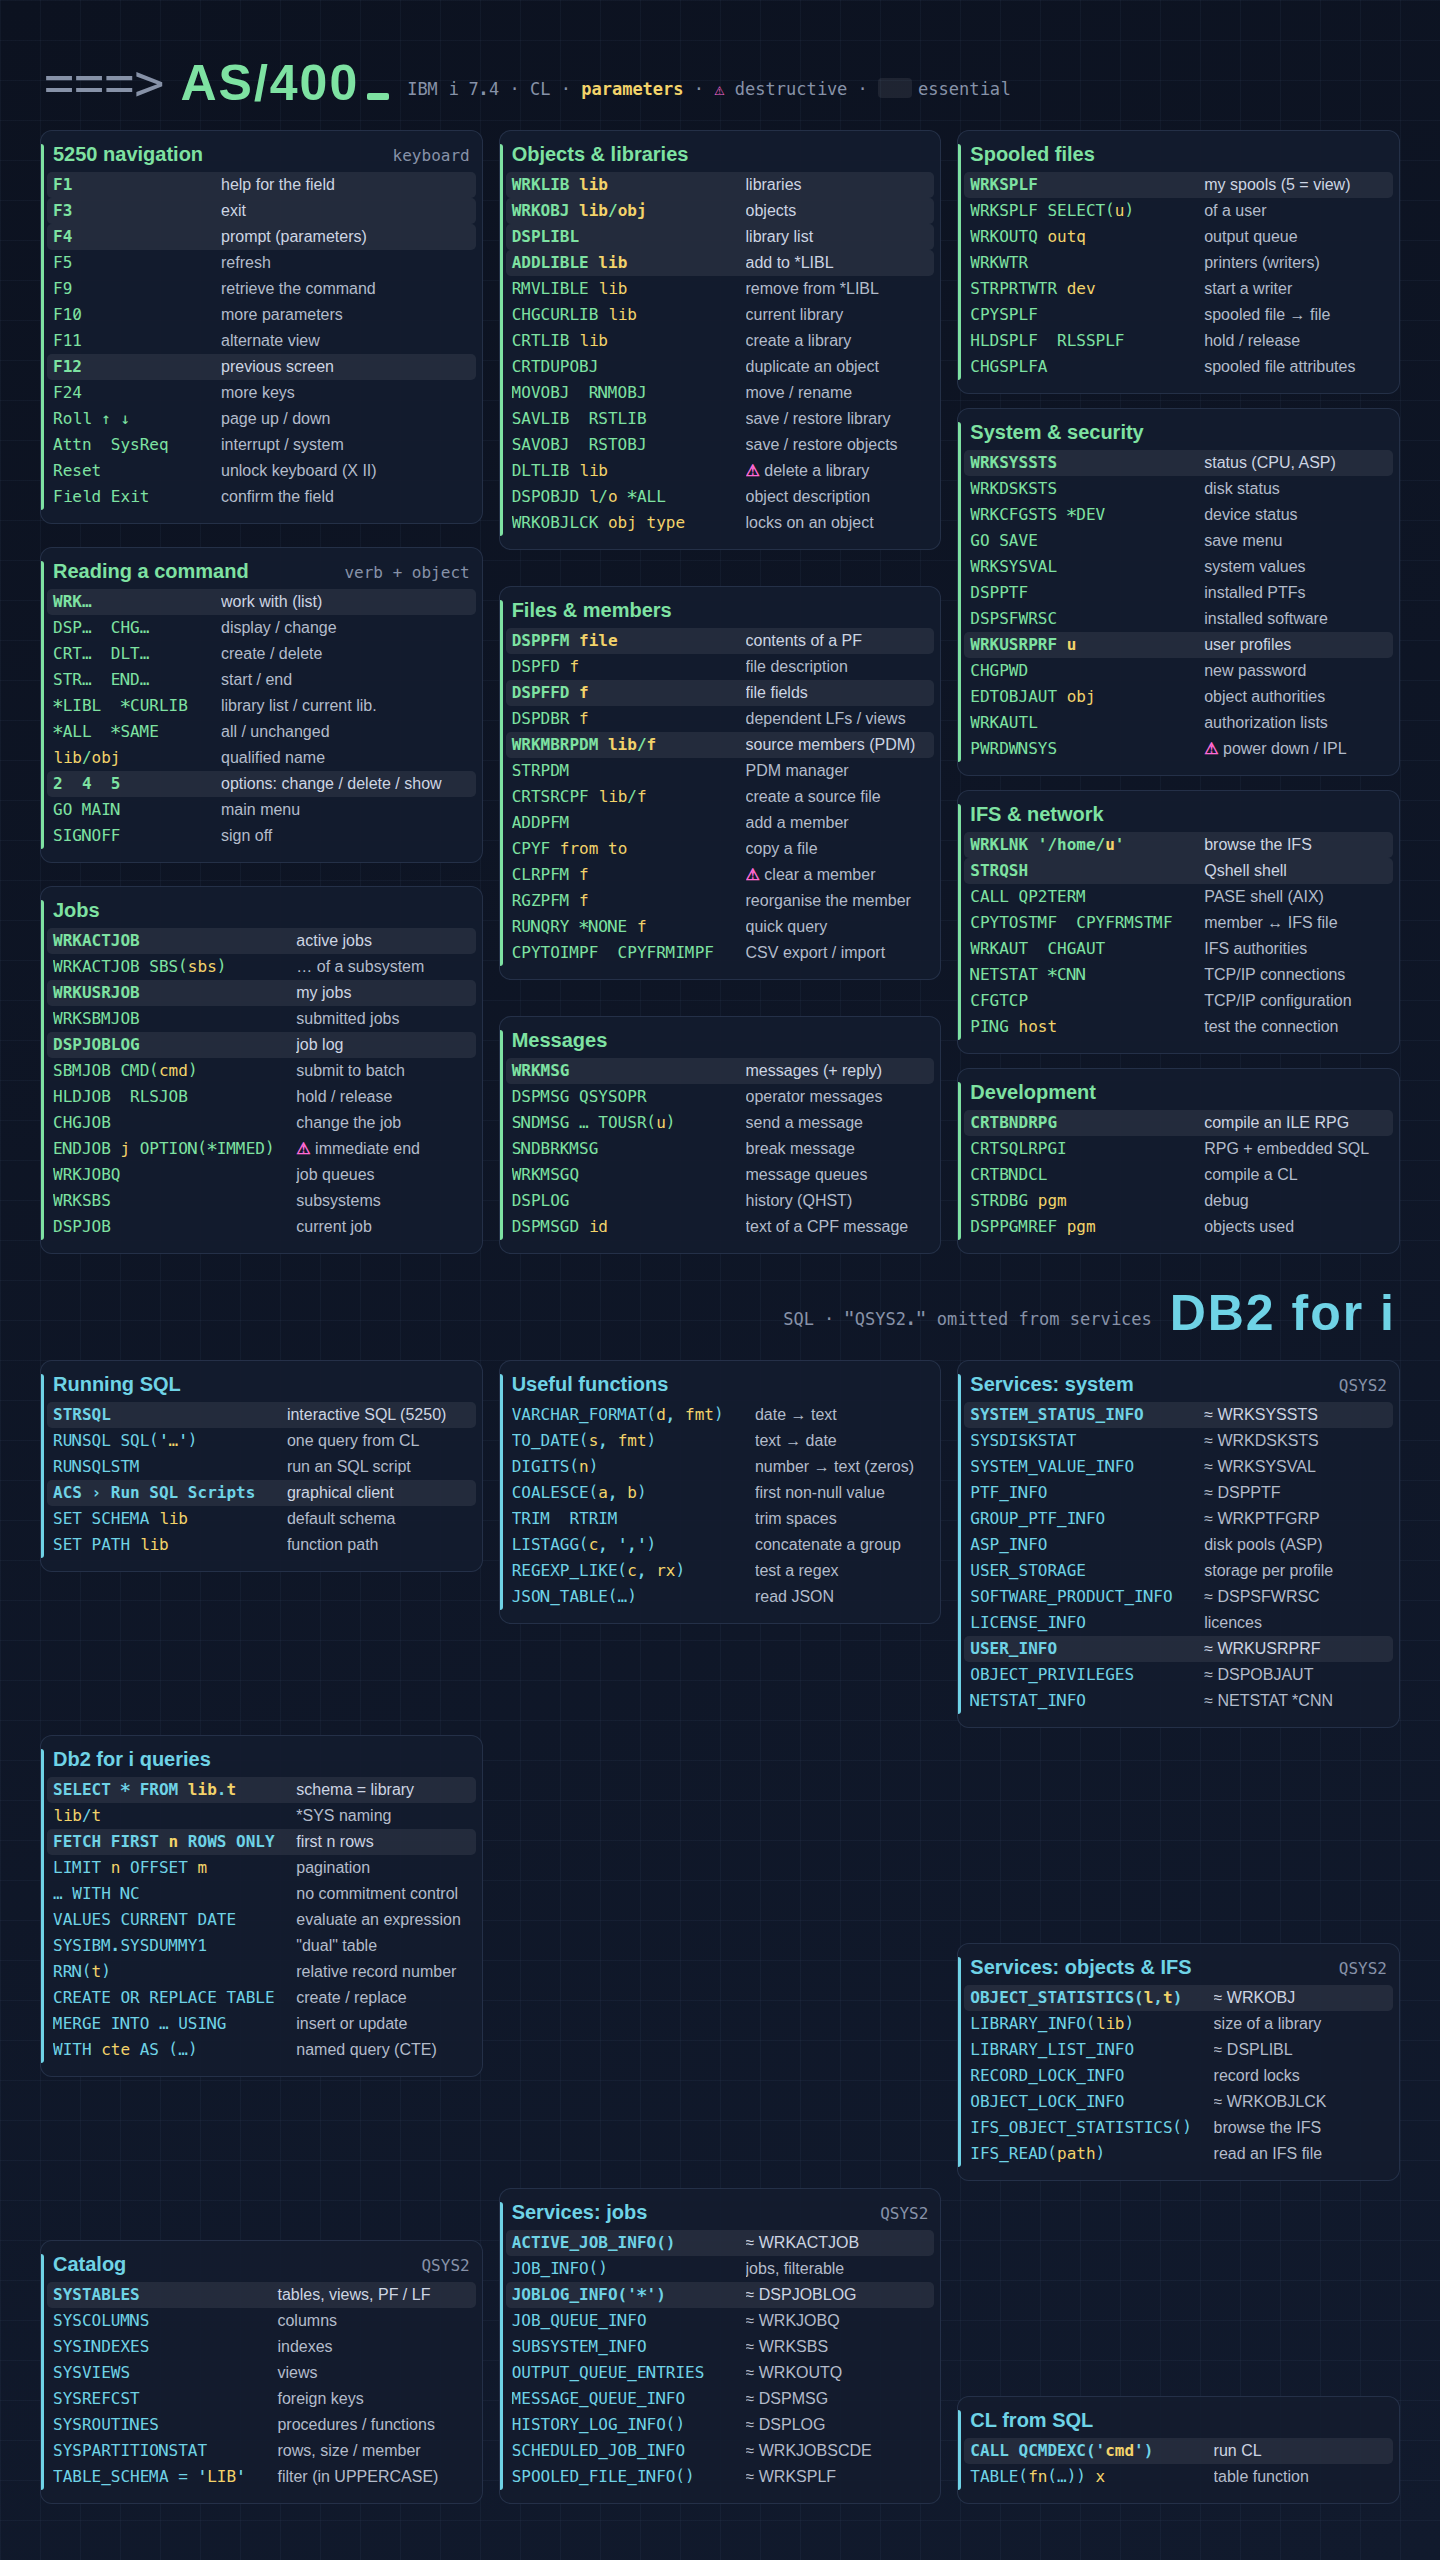 ===> AS/400_ IBM i 7.4 · CL · parameters · ⚠ destructive · essential
5250 navigation keyboard
F1 help for the field
F3 exit
F4 prompt (parameters)
F5 refresh
F9 retrieve the command
F10 more parameters
F11 alternate view
F12 previous screen
F24 more keys
Roll ↑ ↓ page up / down
Attn SysReq interrupt / system
Reset unlock keyboard (X II)
Field Exit confirm the field
Reading a command verb + object
WRK… work with (list)
DSP… CHG… display / change
CRT… DLT… create / delete
STR… END… start / end
*LIBL *CURLIB library list / current lib.
*ALL *SAME all / unchanged
lib/obj qualified name
2 4 5 options: change / delete / show
GO MAIN main menu
SIGNOFF sign off
Jobs
WRKACTJOB active jobs
WRKACTJOB SBS(sbs) … of a subsystem
WRKUSRJOB my jobs
WRKSBMJOB submitted jobs
DSPJOBLOG job log
SBMJOB CMD(cmd) submit to batch
HLDJOB RLSJOB hold / release
CHGJOB change the job
ENDJOB j OPTION(*IMMED) ⚠ immediate end
WRKJOBQ job queues
WRKSBS subsystems
DSPJOB current job
Objects & libraries
WRKLIB lib libraries
WRKOBJ lib/obj objects
DSPLIBL library list
ADDLIBLE lib add to *LIBL
RMVLIBLE lib remove from *LIBL
CHGCURLIB lib current library
CRTLIB lib create a library
CRTDUPOBJ duplicate an object
MOVOBJ RNMOBJ move / rename
SAVLIB RSTLIB save / restore library
SAVOBJ RSTOBJ save / restore objects
DLTLIB lib ⚠ delete a library
DSPOBJD l/o *ALL object description
WRKOBJLCK obj type locks on an object
Files & members
DSPPFM file contents of a PF
DSPFD f file description
DSPFFD f file fields
DSPDBR f dependent LFs / views
WRKMBRPDM lib/f source members (PDM)
STRPDM PDM manager
CRTSRCPF lib/f create a source file
ADDPFM add a member
CPYF from to copy a file
CLRPFM f ⚠ clear a member
RGZPFM f reorganise the member
RUNQRY *NONE f quick query
CPYTOIMPF CPYFRMIMPF CSV export / import
Messages
WRKMSG messages (+ reply)
DSPMSG QSYSOPR operator messages
SNDMSG … TOUSR(u) send a message
SNDBRKMSG break message
WRKMSGQ message queues
DSPLOG history (QHST)
DSPMSGD id text of a CPF message
Spooled files
WRKSPLF my spools (5 = view)
WRKSPLF SELECT(u) of a user
WRKOUTQ outq output queue
WRKWTR printers (writers)
STRPRTWTR dev start a writer
CPYSPLF spooled file → file
HLDSPLF RLSSPLF hold / release
CHGSPLFA spooled file attributes
System & security
WRKSYSSTS status (CPU, ASP)
WRKDSKSTS disk status
WRKCFGSTS *DEV device status
GO SAVE save menu
WRKSYSVAL system values
DSPPTF installed PTFs
DSPSFWRSC installed software
WRKUSRPRF u user profiles
CHGPWD new password
EDTOBJAUT obj object authorities
WRKAUTL authorization lists
PWRDWNSYS ⚠ power down / IPL
IFS & network
WRKLNK '/home/u' browse the IFS
STRQSH Qshell shell
CALL QP2TERM PASE shell (AIX)
CPYTOSTMF CPYFRMSTMF member ↔ IFS file
WRKAUT CHGAUT IFS authorities
NETSTAT *CNN TCP/IP connections
CFGTCP TCP/IP configuration
PING host test the connection
Development
CRTBNDRPG compile an ILE RPG
CRTSQLRPGI RPG + embedded SQL
CRTBNDCL compile a CL
STRDBG pgm debug
DSPPGMREF pgm objects used
SQL · "QSYS2." omitted from services DB2 for i
Running SQL
STRSQL interactive SQL (5250)
RUNSQL SQL('…') one query from CL
RUNSQLSTM run an SQL script
ACS › Run SQL Scripts graphical client
SET SCHEMA lib default schema
SET PATH lib function path
Db2 for i queries
SELECT * FROM lib.t schema = library
lib/t *SYS naming
FETCH FIRST n ROWS ONLY first n rows
LIMIT n OFFSET m pagination
… WITH NC no commitment control
VALUES CURRENT DATE evaluate an expression
SYSIBM.SYSDUMMY1 "dual" table
RRN(t) relative record number
CREATE OR REPLACE TABLE create / replace
MERGE INTO … USING insert or update
WITH cte AS (…) named query (CTE)
Catalog QSYS2
SYSTABLES tables, views, PF / LF
SYSCOLUMNS columns
SYSINDEXES indexes
SYSVIEWS views
SYSREFCST foreign keys
SYSROUTINES procedures / functions
SYSPARTITIONSTAT rows, size / member
TABLE_SCHEMA = 'LIB' filter (in UPPERCASE)
Useful functions
VARCHAR_FORMAT(d, fmt) date → text
TO_DATE(s, fmt) text → date
DIGITS(n) number → text (zeros)
COALESCE(a, b) first non-null value
TRIM RTRIM trim spaces
LISTAGG(c, ',') concatenate a group
REGEXP_LIKE(c, rx) test a regex
JSON_TABLE(…) read JSON
Services: jobs QSYS2
ACTIVE_JOB_INFO() ≈ WRKACTJOB
JOB_INFO() jobs, filterable
JOBLOG_INFO('*') ≈ DSPJOBLOG
JOB_QUEUE_INFO ≈ WRKJOBQ
SUBSYSTEM_INFO ≈ WRKSBS
OUTPUT_QUEUE_ENTRIES ≈ WRKOUTQ
MESSAGE_QUEUE_INFO ≈ DSPMSG
HISTORY_LOG_INFO() ≈ DSPLOG
SCHEDULED_JOB_INFO ≈ WRKJOBSCDE
SPOOLED_FILE_INFO() ≈ WRKSPLF
Services: system QSYS2
SYSTEM_STATUS_INFO ≈ WRKSYSSTS
SYSDISKSTAT ≈ WRKDSKSTS
SYSTEM_VALUE_INFO ≈ WRKSYSVAL
PTF_INFO ≈ DSPPTF
GROUP_PTF_INFO ≈ WRKPTFGRP
ASP_INFO disk pools (ASP)
USER_STORAGE storage per profile
SOFTWARE_PRODUCT_INFO ≈ DSPSFWRSC
LICENSE_INFO licences
USER_INFO ≈ WRKUSRPRF
OBJECT_PRIVILEGES ≈ DSPOBJAUT
NETSTAT_INFO ≈ NETSTAT *CNN
Services: objects & IFS QSYS2
OBJECT_STATISTICS(l,t) ≈ WRKOBJ
LIBRARY_INFO(lib) size of a library
LIBRARY_LIST_INFO ≈ DSPLIBL
RECORD_LOCK_INFO record locks
OBJECT_LOCK_INFO ≈ WRKOBJLCK
IFS_OBJECT_STATISTICS() browse the IFS
IFS_READ(path) read an IFS file
CL from SQL
CALL QCMDEXC('cmd') run CL
TABLE(fn(…)) x table function